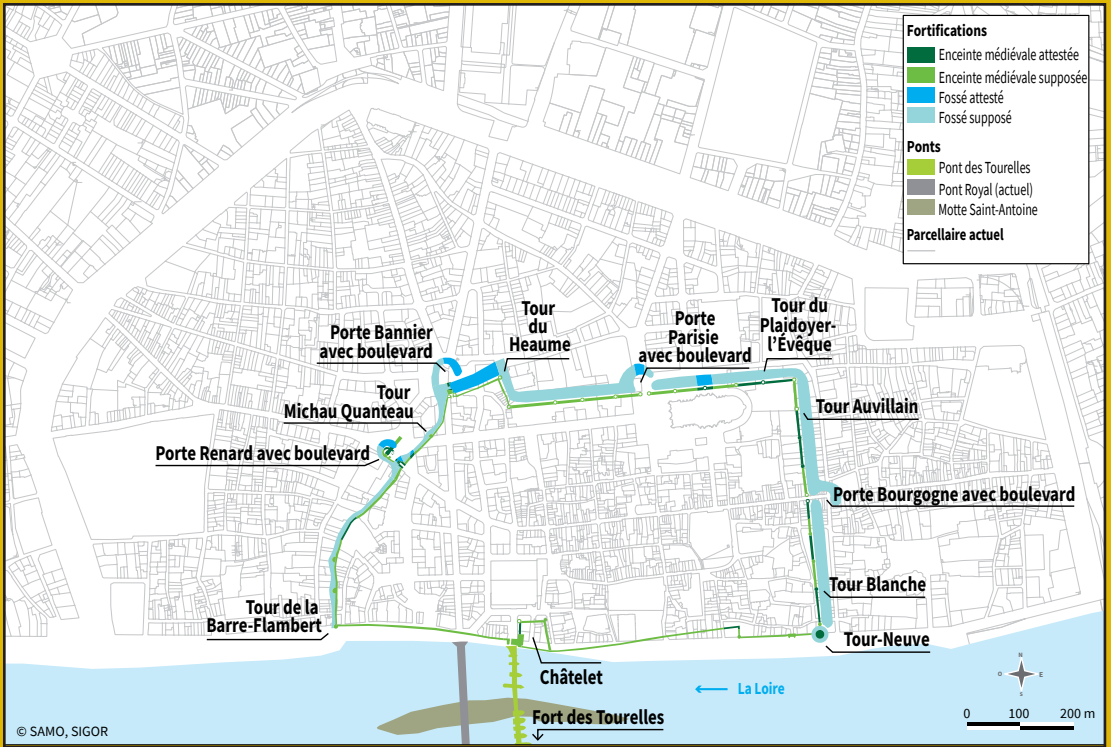 Fortifications
Enceinte médiévale attestée
Enceinte médiévale supposée
Fossé attesté
Fossé supposé
Ponts
Pont des Tourelles
Pont Royal (actuel)
Motte Saint-Antoine
Parcellaire actuel
Porte Bannier
avec boulevard
Tour
du
Heaume
Porte
Parisie
avec boulevard
Tour du
Plaidoyer-
l'Évêque
Tour
Michau Quanteau
Tour Auvillain
Porte Renard avec boulevard
Porte Bourgogne avec boulevard
Tour Blanche
Tour de la
Barre-Flambert
Tour-Neuve
Châtelet
La Loire
Fort des Tourelles
N
O
E
S
0 100 200 m
© SAMO, SIGOR